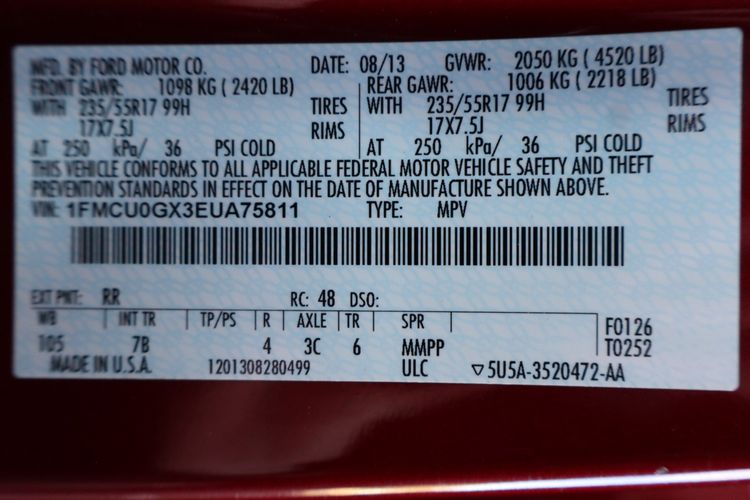 MFD. BY FORD MOTOR CO. DATE: 08/13 GVWR: 2050 KG ( 4520 LB)
FRONT GAWR: 1098 KG ( 2420 LB) REAR GAWR: 1006 KG ( 2218 LB)
WITH 235/55R17 99H TIRES WITH 235/55R17 99H TIRES
17X7.5J RIMS 17X7.5J RIMS
AT 250 kPa/ 36 PSI COLD AT 250 kPa/ 36 PSI COLD
THIS VEHICLE CONFORMS TO ALL APPLICABLE FEDERAL MOTOR VEHICLE SAFETY AND THEFT
PREVENTION STANDARDS IN EFFECT ON THE DATE OF MANUFACTURE SHOWN ABOVE.
VIN: 1FMCU0GX3EUA75811 TYPE: MPV
EXT PNT: RR RC: 48 DSO:
WB INT TR TP/PS R AXLE TR SPR F0126
105 7B 4 3C 6 MMPP T0252
MADE IN U.S.A. 1201308280499 ULC ▽5U5A-3520472-AA